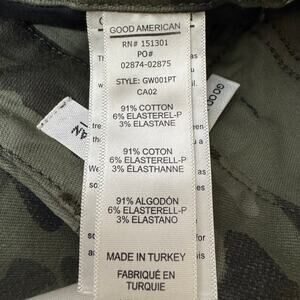 GOOD AMERICAN
RN# 151301
PO#
02874-02875
STYLE: GW001PT
CA02
91% COTTON
6% ELASTERELL-P
3% ELASTANE
91% COTON
6% ELASTERELL-P
3% ÉLASTHANNE
91% ALGODÓN
6% ELASTERELL-P
3% ELASTANO
MADE IN TURKEY
FABRIQUÉ EN
TURQUIE